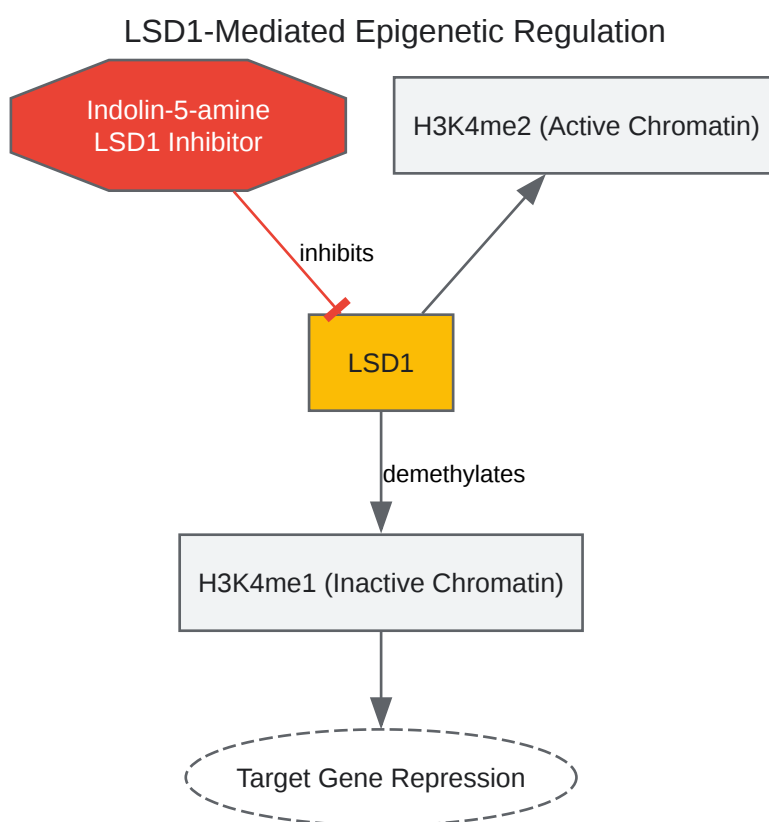 LSD1-Mediated Epigenetic Regulation
Indolin-5-amine
LSD1 Inhibitor
H3K4me2 (Active Chromatin)
inhibits
LSD1
demethylates
H3K4me1 (Inactive Chromatin)
Target Gene Repression